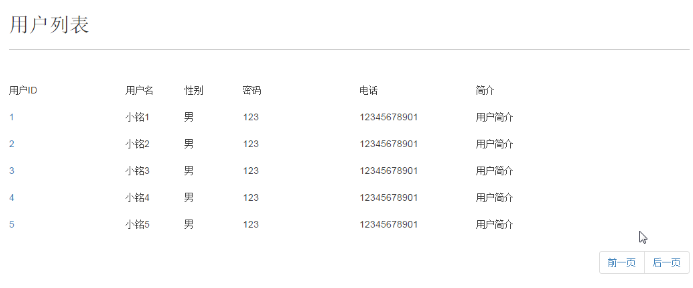 用户列表
用户ID 用户名 性别 密码 电话 简介
1 小铭1 男 123 12345678901 用户简介
2 小铭2 男 123 12345678901 用户简介
3 小铭3 男 123 12345678901 用户简介
4 小铭4 男 123 12345678901 用户简介
5 小铭5 男 123 12345678901 用户简介
前一页 后一页